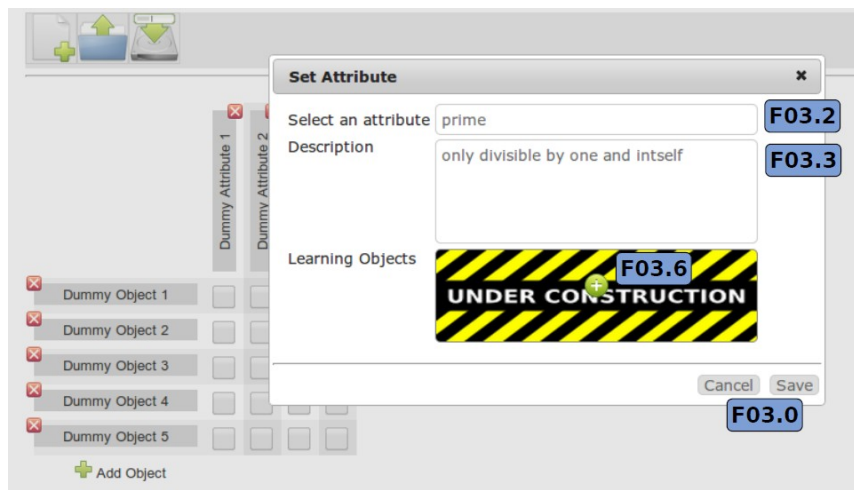 Set Attribute
Select an attribute prime F03.2
Description only divisible by one and intself F03.3
Dummy Attribute 1
Dummy Attribute 2
Learning Objects F03.6
UNDER CONSTRUCTION
Dummy Object 1
Dummy Object 2
Dummy Object 3
Dummy Object 4
Cancel Save
F03.0
Dummy Object 5
Add Object